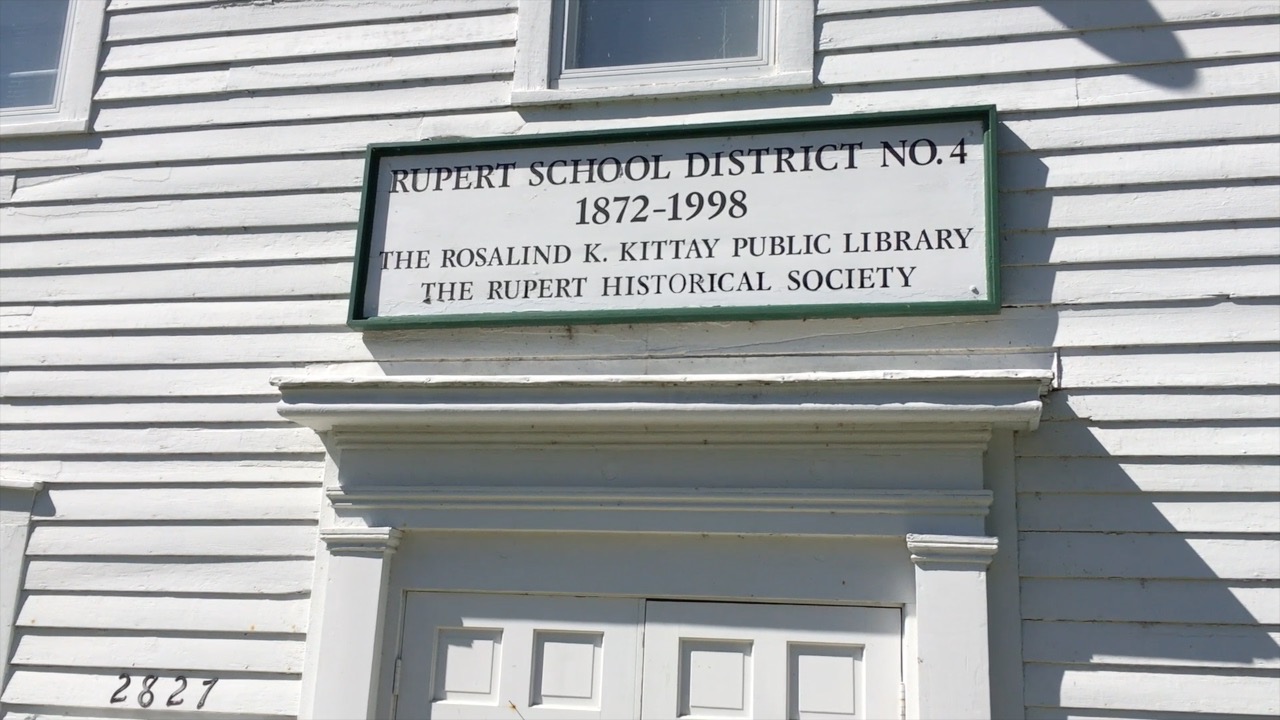 RUPERT SCHOOL DISTRICT NO. 4
1872-1998
THE ROSALIND K. KITTAY PUBLIC LIBRARY
THE RUPERT HISTORICAL SOCIETY
2827